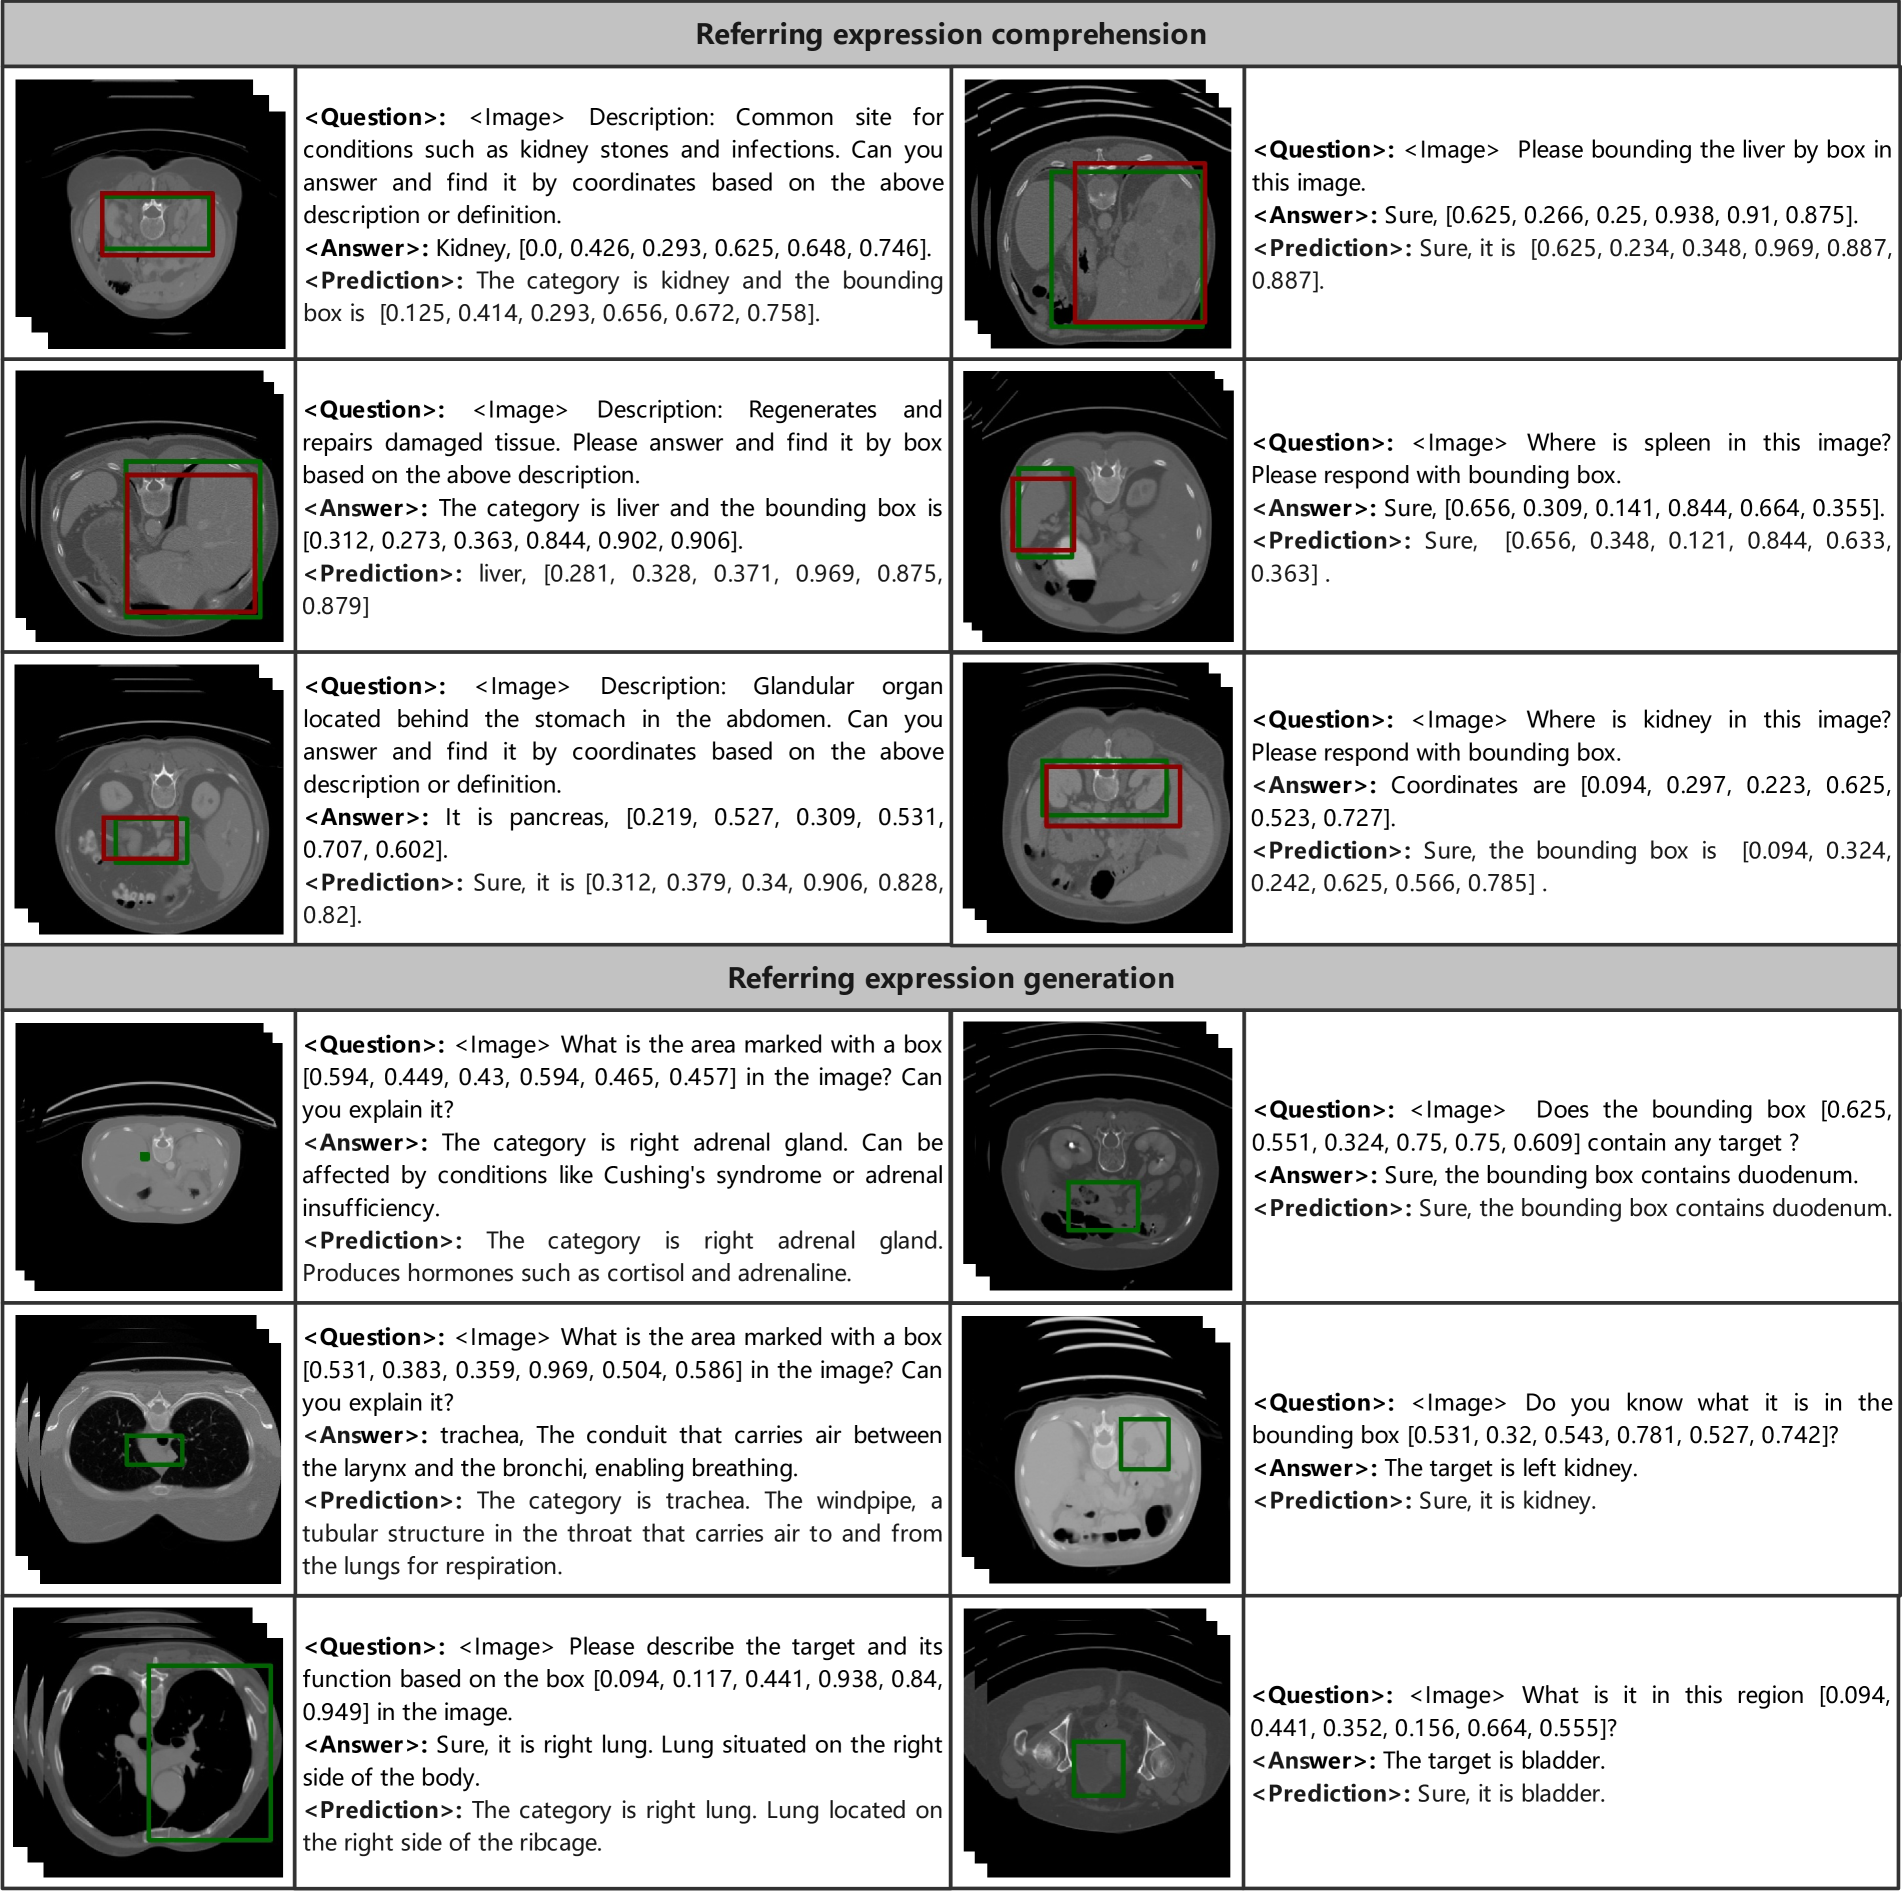 Referring expression comprehension
<Question>: <Image> Description: Common site for
conditions such as kidney stones and infections. Can you
answer and find it by coordinates based on the above
description or definition.
<Answer>: Kidney, [0.0, 0.426, 0.293, 0.625, 0.648, 0.746].
<Prediction>: The category is kidney and the bounding
box is [0.125, 0.414, 0.293, 0.656, 0.672, 0.758].
<Question>: <Image> Please bounding the liver by box in
this image.
<Answer>: Sure, [0.625, 0.266, 0.25, 0.938, 0.91, 0.875].
<Prediction>: Sure, it is [0.625, 0.234, 0.348, 0.969, 0.887,
0.887].
<Question>: <Image> Description: Regenerates and
repairs damaged tissue. Please answer and find it by box
based on the above description.
<Answer>: The category is liver and the bounding box is
[0.312, 0.273, 0.363, 0.844, 0.902, 0.906].
<Prediction>: liver, [0.281, 0.328, 0.371, 0.969, 0.875,
0.879]
<Question>: <Image> Where is spleen in this image?
Please respond with bounding box.
<Answer>: Sure, [0.656, 0.309, 0.141, 0.844, 0.664, 0.355].
<Prediction>: Sure, [0.656, 0.348, 0.121, 0.844, 0.633,
0.363] .
<Question>: <Image> Description: Glandular organ
located behind the stomach in the abdomen. Can you
answer and find it by coordinates based on the above
description or definition.
<Answer>: It is pancreas, [0.219, 0.527, 0.309, 0.531,
0.707, 0.602].
<Prediction>: Sure, it is [0.312, 0.379, 0.34, 0.906, 0.828,
0.82].
<Question>: <Image> Where is kidney in this image?
Please respond with bounding box.
<Answer>: Coordinates are [0.094, 0.297, 0.223, 0.625,
0.523, 0.727].
<Prediction>: Sure, the bounding box is [0.094, 0.324,
0.242, 0.625, 0.566, 0.785] .
Referring expression generation
<Question>: <Image> What is the area marked with a box
[0.594, 0.449, 0.43, 0.594, 0.465, 0.457] in the image? Can
you explain it?
<Answer>: The category is right adrenal gland. Can be
affected by conditions like Cushing's syndrome or adrenal
insufficiency.
<Prediction>: The category is right adrenal gland.
Produces hormones such as cortisol and adrenaline.
<Question>: <Image> Does the bounding box [0.625,
0.551, 0.324, 0.75, 0.75, 0.609] contain any target ?
<Answer>: Sure, the bounding box contains duodenum.
<Prediction>: Sure, the bounding box contains duodenum.
<Question>: <Image> What is the area marked with a box
[0.531, 0.383, 0.359, 0.969, 0.504, 0.586] in the image? Can
you explain it?
<Answer>: trachea, The conduit that carries air between
the larynx and the bronchi, enabling breathing.
<Prediction>: The category is trachea. The windpipe, a
tubular structure in the throat that carries air to and from
the lungs for respiration.
<Question>: <Image> Do you know what it is in the
bounding box [0.531, 0.32, 0.543, 0.781, 0.527, 0.742]?
<Answer>: The target is left kidney.
<Prediction>: Sure, it is kidney.
<Question>: <Image> Please describe the target and its
function based on the box [0.094, 0.117, 0.441, 0.938, 0.84,
0.949] in the image.
<Answer>: Sure, it is right lung. Lung situated on the right
side of the body.
<Prediction>: The category is right lung. Lung located on
the right side of the ribcage.
<Question>: <Image> What is it in this region [0.094,
0.441, 0.352, 0.156, 0.664, 0.555]?
<Answer>: The target is bladder.
<Prediction>: Sure, it is bladder.